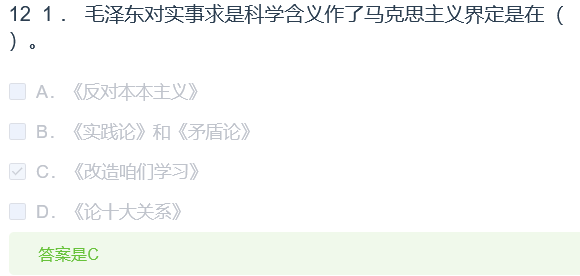 12 1． 毛泽东对实事求是科学含义作了马克思主义界定是在（
）。
A．《反对本本主义》
B．《实践论》和《矛盾论》
C．《改造咱们学习》
D．《论十大关系》
答案是C